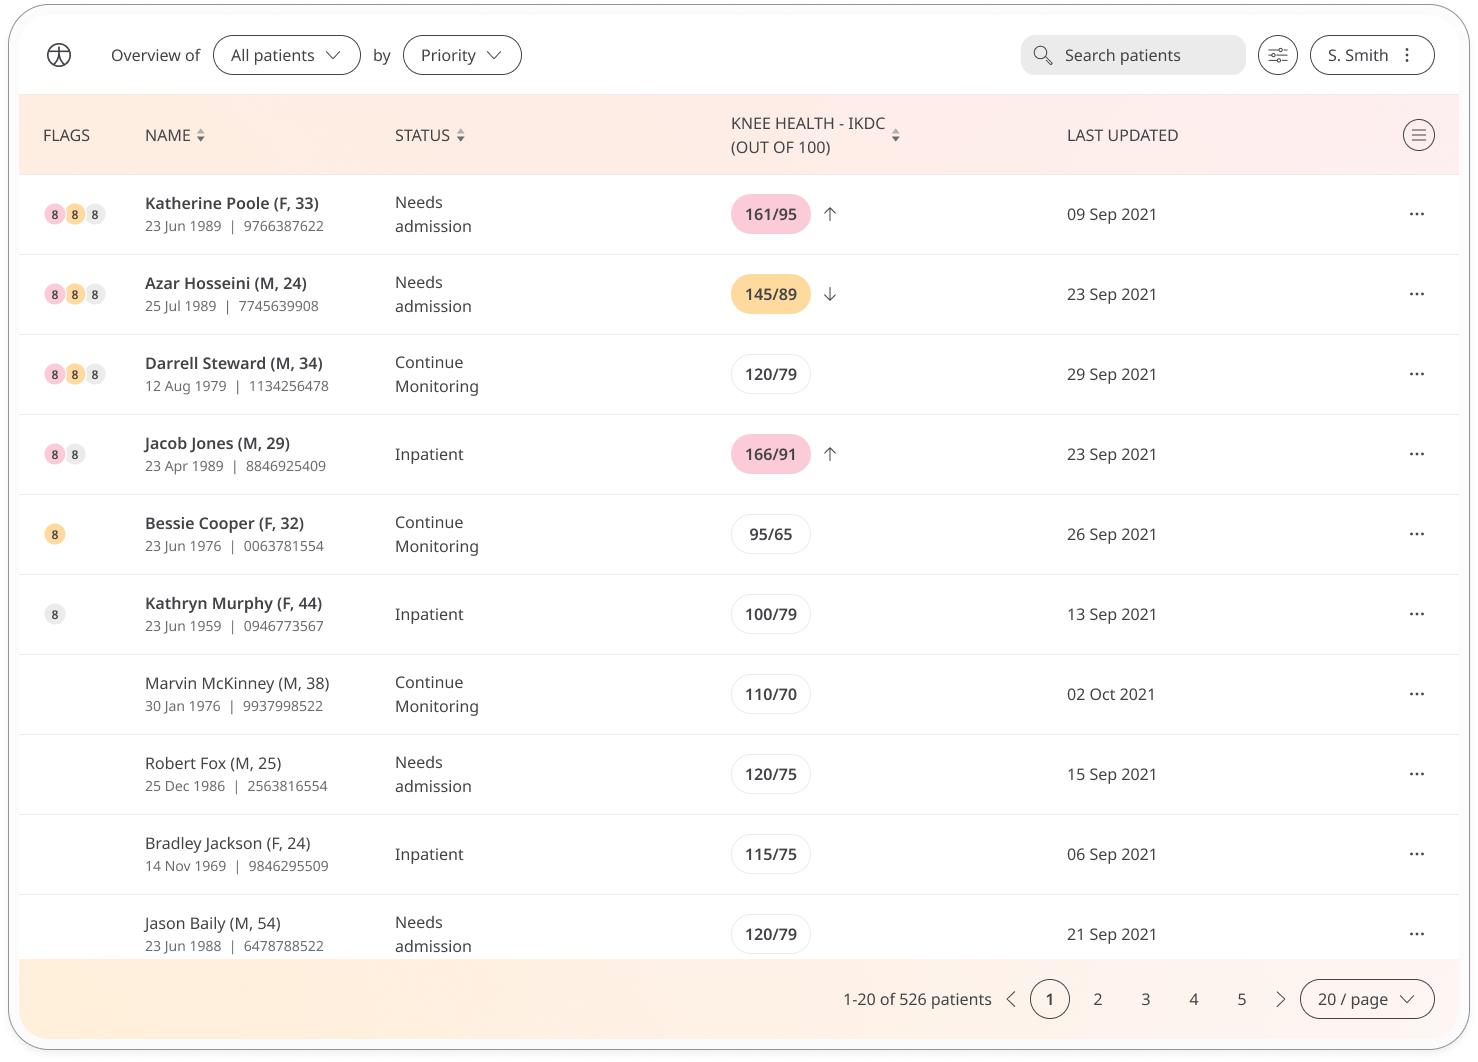 Overview of All patients by Priority Search patients S. Smith
FLAGS NAME STATUS KNEE HEALTH - IKDC (OUT OF 100) LAST UPDATED
8 8 8 Katherine Poole (F, 33) Needs admission 161/95 09 Sep 2021
23 Jun 1989 | 9766387622
8 8 8 Azar Hosseini (M, 24) Needs admission 145/89 23 Sep 2021
25 Jul 1989 | 7745639908
8 8 8 Darrell Steward (M, 34) Continue Monitoring 120/79 29 Sep 2021
12 Aug 1979 | 1134256478
8 8 Jacob Jones (M, 29) Inpatient 166/91 23 Sep 2021
23 Apr 1989 | 8846925409
8 Bessie Cooper (F, 32) Continue Monitoring 95/65 26 Sep 2021
23 Jun 1976 | 0063781554
8 Kathryn Murphy (F, 44) Inpatient 100/79 13 Sep 2021
23 Jun 1959 | 0946773567
Marvin McKinney (M, 38) Continue Monitoring 110/70 02 Oct 2021
30 Jan 1976 | 9937998522
Robert Fox (M, 25) Needs admission 120/75 15 Sep 2021
25 Dec 1986 | 2563816554
Bradley Jackson (F, 24) Inpatient 115/75 06 Sep 2021
14 Nov 1969 | 9846295509
Jason Baily (M, 54) Needs admission 120/79 21 Sep 2021
23 Jun 1988 | 6478788522
1-20 of 526 patients 1 2 3 4 5 20 / page